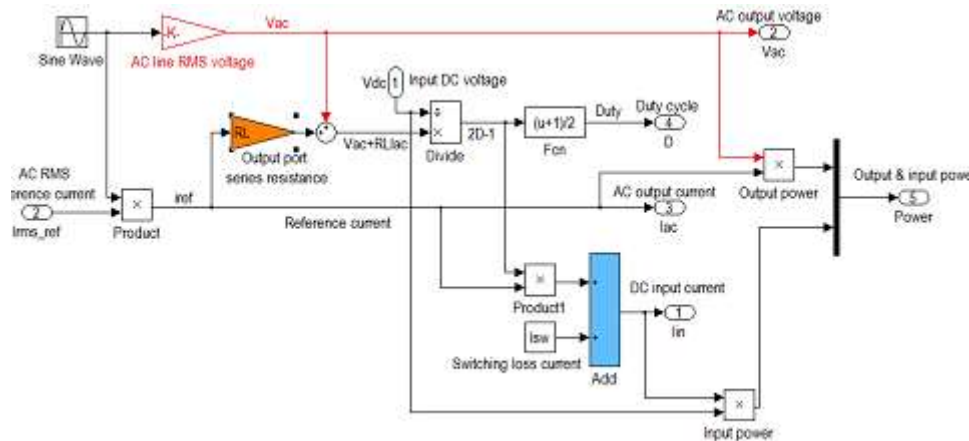 AC output voltage
2
Vac
Vac
-K-
Sine Wave
AC line RMS voltage
Vdc
1
Input DC voltage
÷
×
Divide
2D-1
(u+1)/2
Fcn
Duty
Duty cycle
4
D
RL
Output port
series resistance
Vac+RLIac
AC RMS
erence current
2
Irms_ref
×
Product
iref
Reference current
AC output current
3
Iac
×
Output power
Output & input powe
5
Power
×
Product1
Isw
Switching loss current
+
+
Add
DC input current
1
Iin
×
Input power